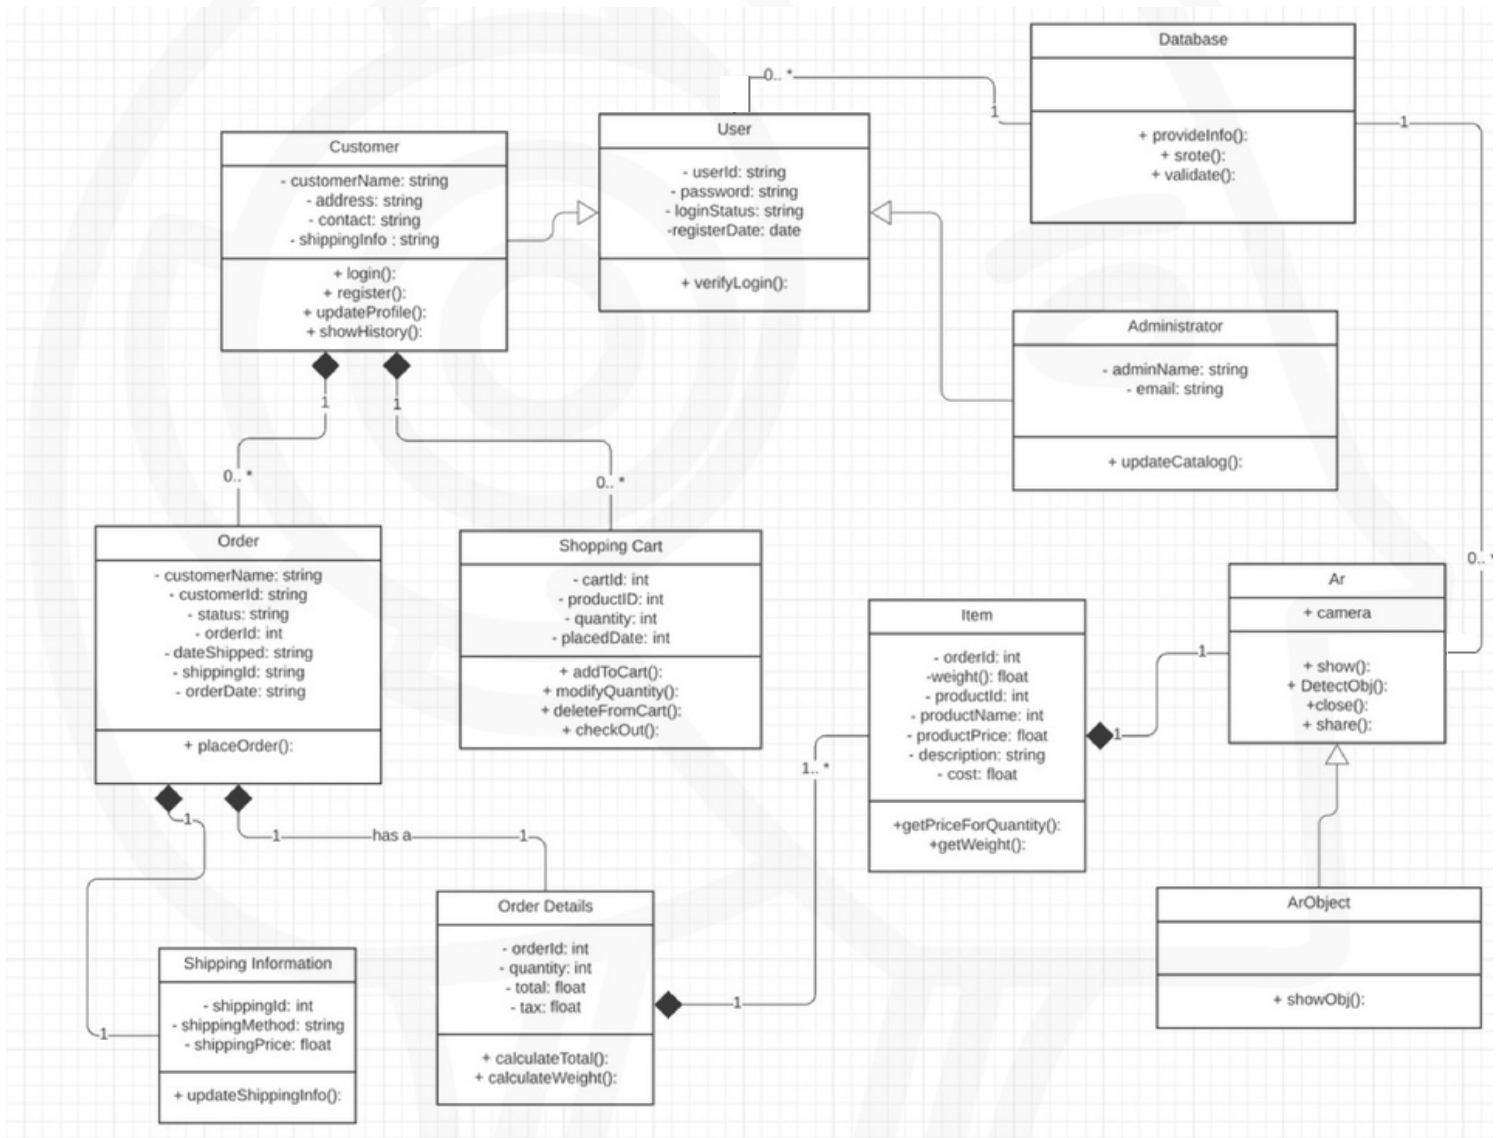 Database
+ provideInfo():
+ srote():
+ validate():
0.. *
1
1
User
- userId: string
- password: string
- loginStatus: string
-registerDate: date
+ verifyLogin():
Customer
- customerName: string
- address: string
- contact: string
- shippingInfo : string
+ login():
+ register():
+ updateProfile():
+ showHistory():
Administrator
- adminName: string
- email: string
+ updateCatalog():
1
1
0.. *
0.. *
Order
- customerName: string
- customerId: string
- status: string
- orderId: int
- dateShipped: string
- shippingId: string
- orderDate: string
+ placeOrder():
Shopping Cart
- cartId: int
- productID: int
- quantity: int
- placedDate: int
+ addToCart():
+ modifyQuantity():
+ deleteFromCart():
+ checkOut():
0.. *
Ar
+ camera
+ show():
+ DetectObj():
+close():
+ share():
Item
- orderId: int
-weight(): float
- productId: int
- productName: int
- productPrice: float
- description: string
- cost: float
+getPriceForQuantity():
+getWeight():
1
1
1.. *
1
1
has a
1
Order Details
- orderId: int
- quantity: int
- total: float
- tax: float
+ calculateTotal():
+ calculateWeight():
1
ArObject
+ showObj():
Shipping Information
- shippingId: int
- shippingMethod: string
- shippingPrice: float
+ updateShippingInfo():
1